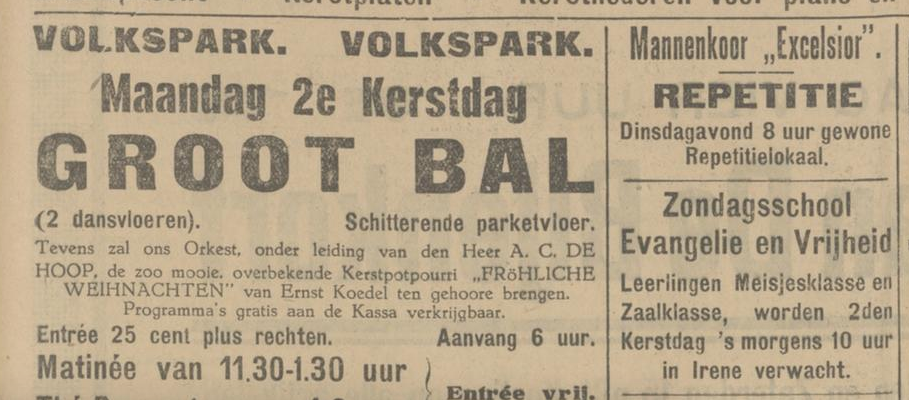 VOLKSPARK. VOLKSPARK.
Maandag 2e Kerstdag
GROOT BAL
(2 dansvloeren). Schitterende parketvloer.
Tevens zal ons Orkest, onder leiding van den Heer A. C. DE
HOOP, de zoo mooie, overbekende Kerstpotpourri „FRöHLICHE
WEIHNACHTEN" van Ernst Koedel ten gehoore brengen.
Programma's gratis aan de Kassa verkrijgbaar.
Entrée 25 cent plus rechten. Aanvang 6 uur.
Matinée van 11.30-1.30 uur
Entrée vrij.
Mannenkoor „Excelsior".
REPETITIE
Dinsdagavond 8 uur gewone
Repetitielokaal.
Zondagsschool
Evangelie en Vrijheid
Leerlingen Meisjesklasse en
Zaalklasse, worden 2den
Kerstdag 's morgens 10 uur
in Irene verwacht.